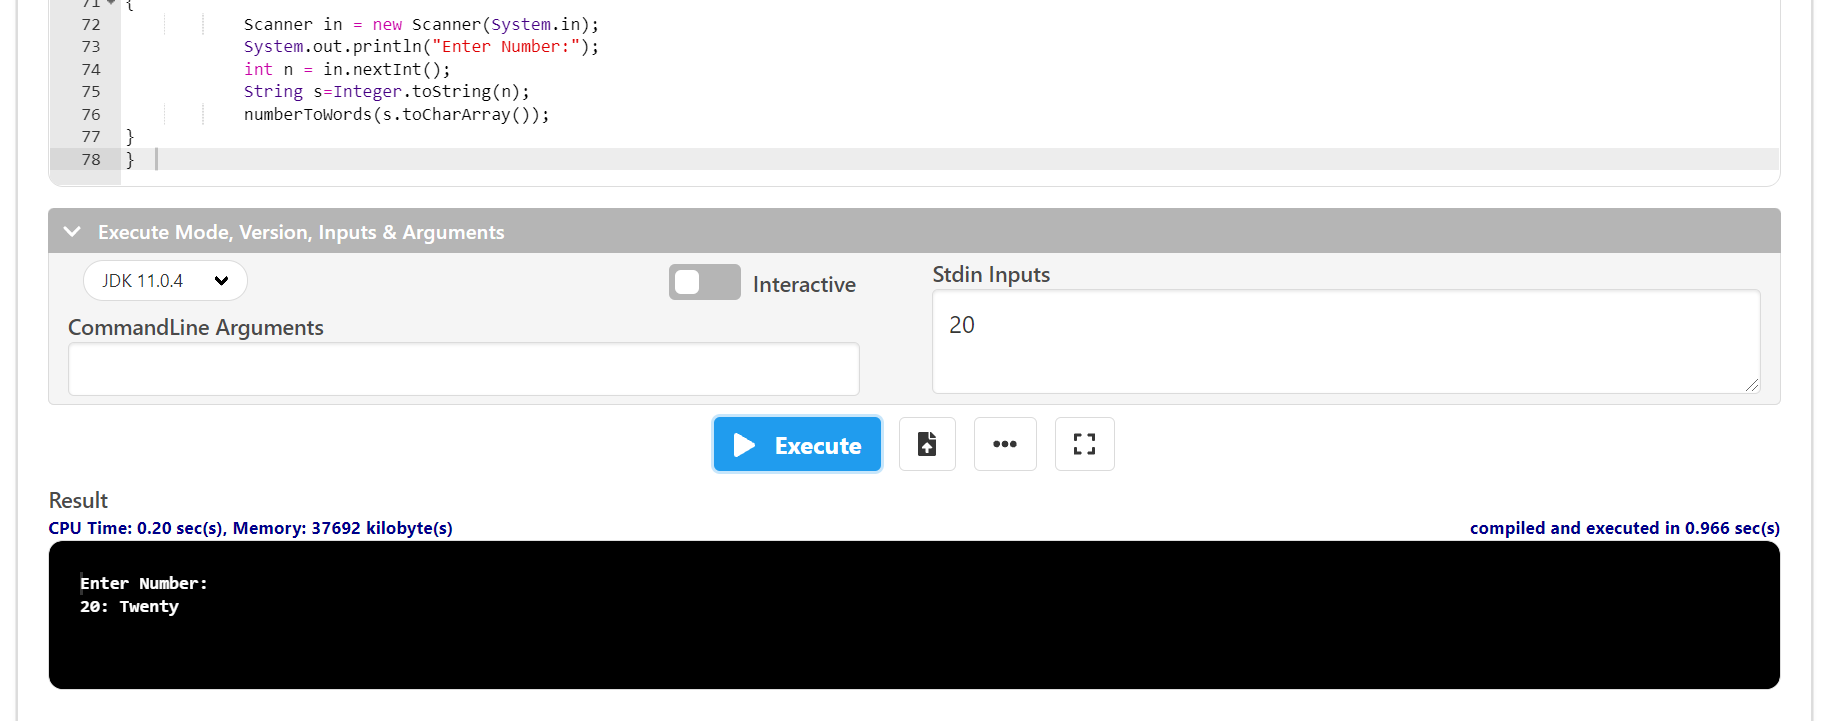 71 {
72 Scanner in = new Scanner(System.in);
73 System.out.println("Enter Number:");
74 int n = in.nextInt();
75 String s=Integer.toString(n);
76 numberToWords(s.toCharArray());
77 }
78 }
Execute Mode, Version, Inputs & Arguments
JDK 11.0.4
Interactive
Stdin Inputs
20
CommandLine Arguments
Execute
Result
CPU Time: 0.20 sec(s), Memory: 37692 kilobyte(s)
compiled and executed in 0.966 sec(s)
Enter Number:
20: Twenty